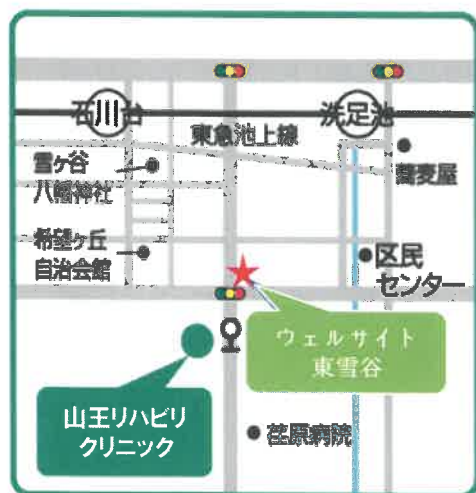 石川台
洗足池
東急池上線
雪ヶ谷
八幡神社
蕎麦屋
希望ヶ丘
自治会館
区民
センター
ウェルサイト
東雪谷
山王リハビリ
クリニック
荏原病院